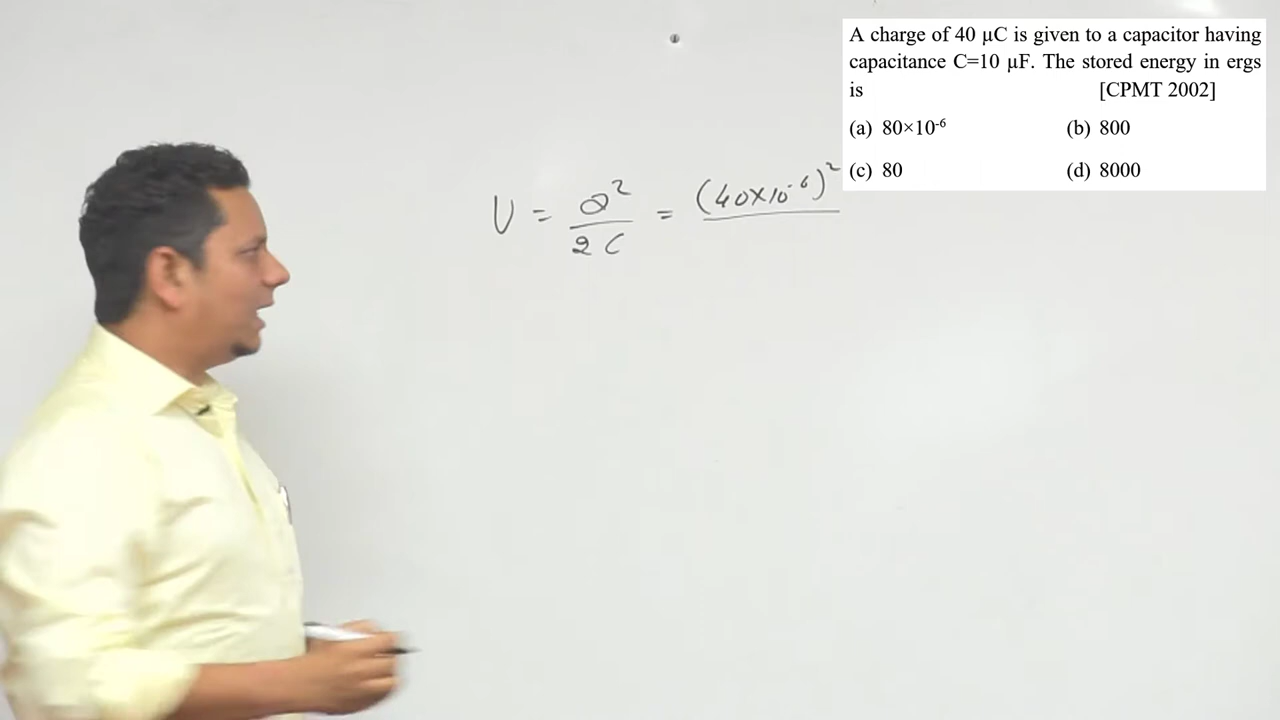 A charge of 40 µC is given to a capacitor having
capacitance C=10 µF. The stored energy in ergs
is [CPMT 2002]
(a) 80×10⁻⁶ (b) 800
(c) 80 (d) 8000
U = Q² / 2C = (40×10⁻⁶)²